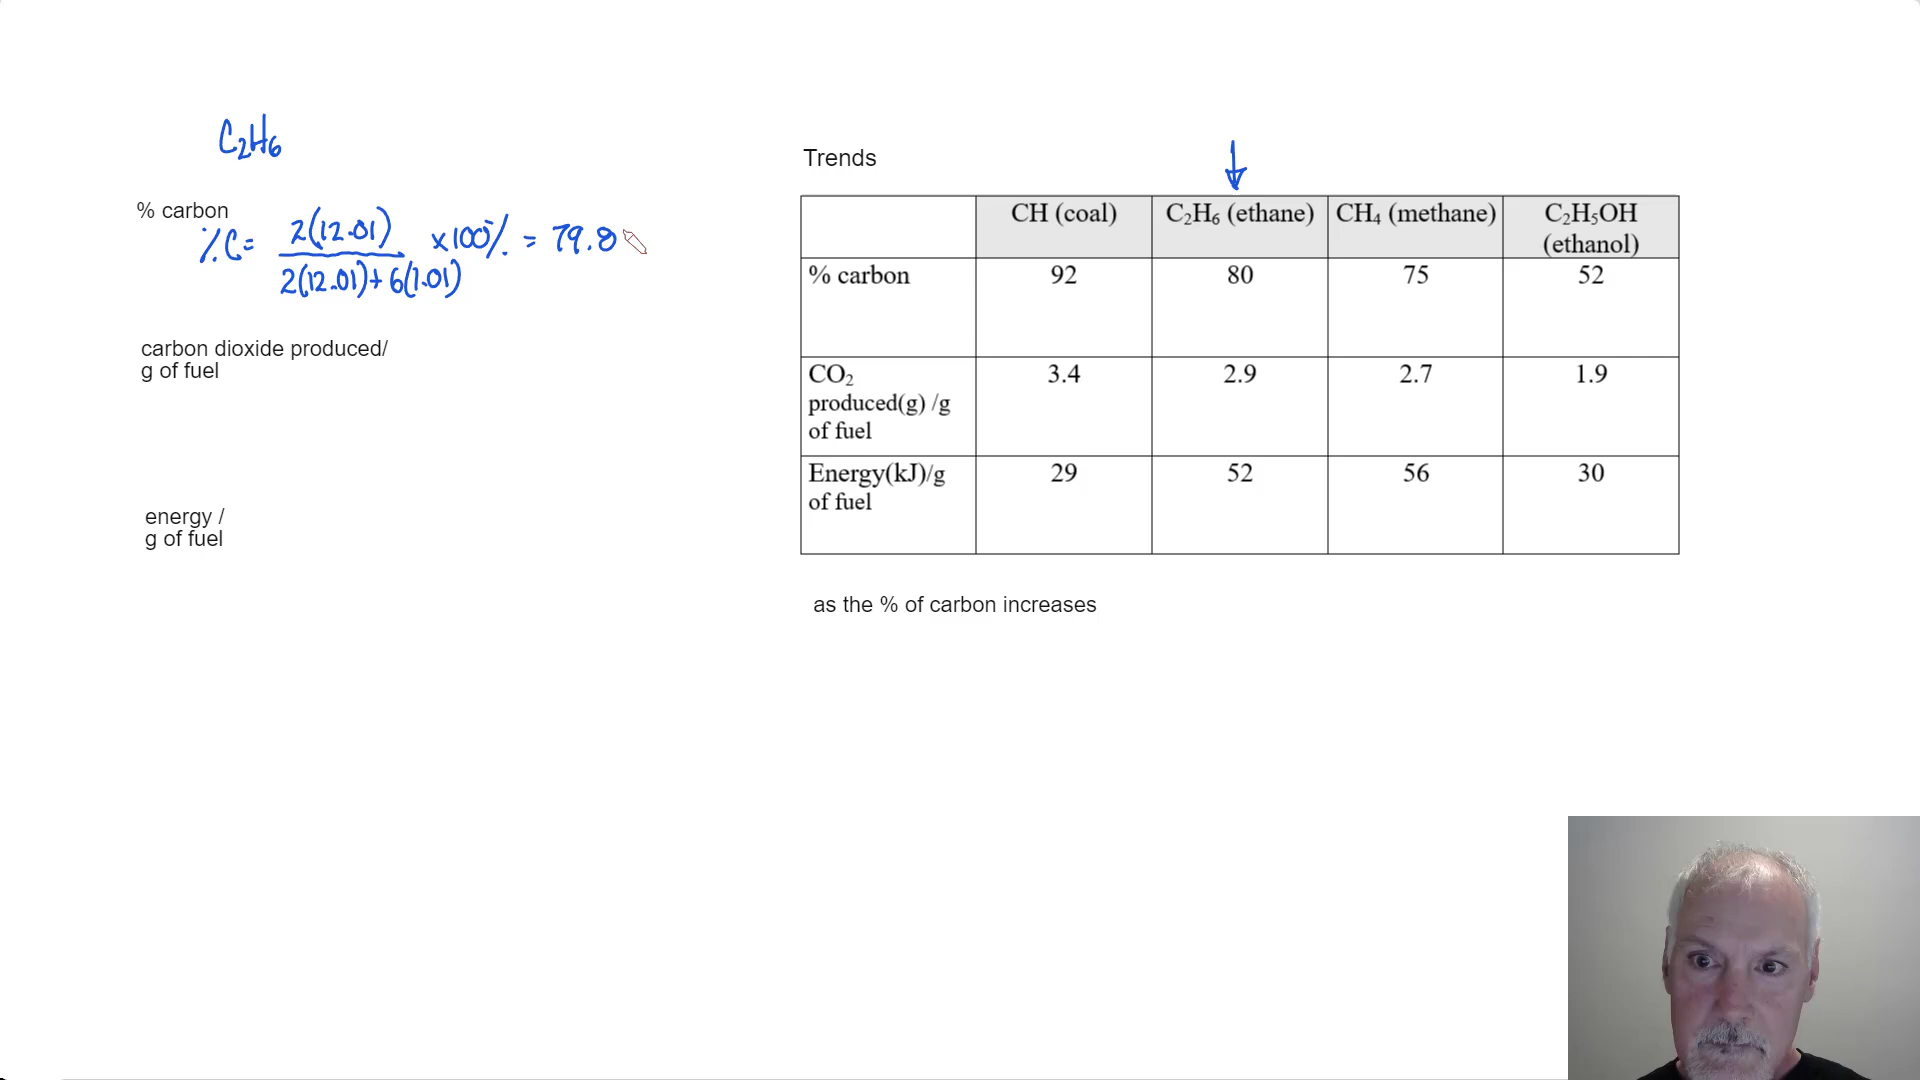 C₂H₆
% carbon
%C = 2(12.01) / 2(12.01)+6(1.01) x100% = 79.8
carbon dioxide produced/
g of fuel
energy /
g of fuel
Trends
CH (coal) C₂H₆ (ethane) CH₄ (methane) C₂H₅OH (ethanol)
% carbon 92 80 75 52
CO₂ produced(g) /g of fuel 3.4 2.9 2.7 1.9
Energy(kJ)/g of fuel 29 52 56 30
as the % of carbon increases